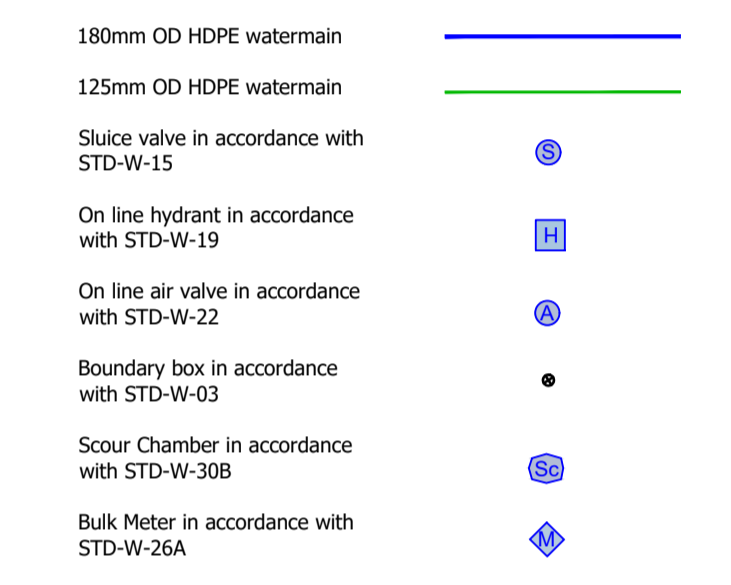 180mm OD HDPE watermain
125mm OD HDPE watermain
Sluice valve in accordance with
STD-W-15
S
On line hydrant in accordance
with STD-W-19
H
On line air valve in accordance
with STD-W-22
A
Boundary box in accordance
with STD-W-03
Scour Chamber in accordance
with STD-W-30B
Sc
Bulk Meter in accordance with
STD-W-26A
M